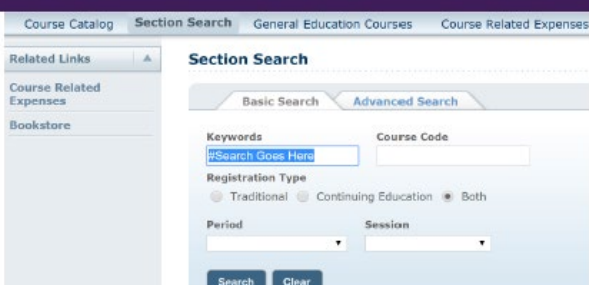 Course Catalog Section Search General Education Courses Course Related Expenses
Related Links
Section Search
Course Related
Expenses
Bookstore
Basic Search Advanced Search
Keywords Course Code
#Search Goes Here
Registration Type
Traditional Continuing Education Both
Period Session
Search Clear